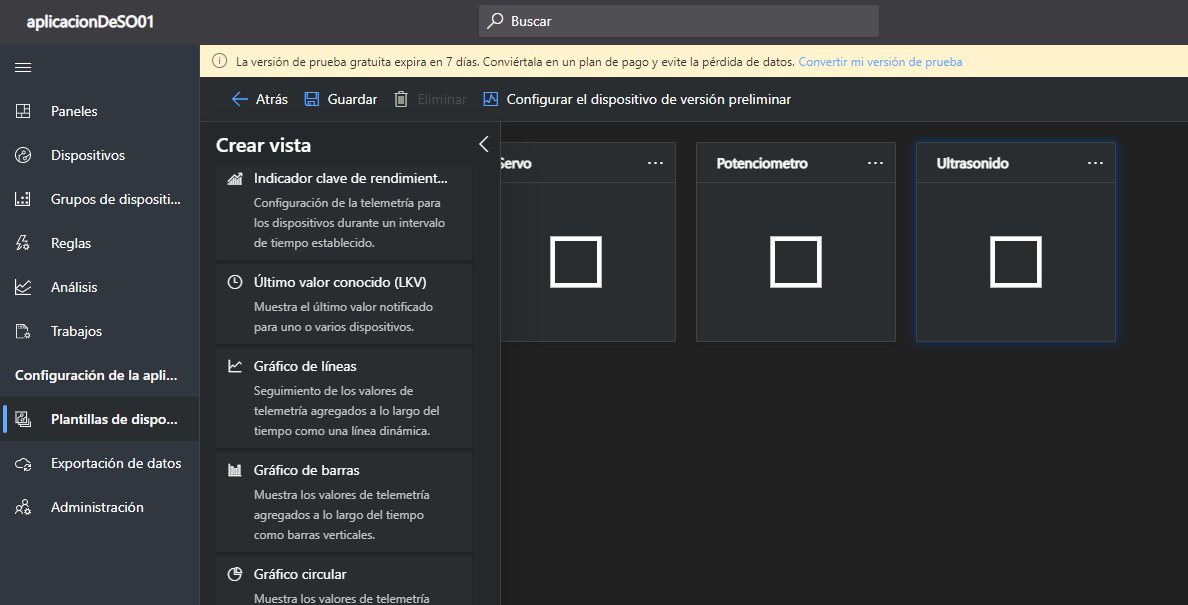 aplicacionDeSO01
Buscar
La versión de prueba gratuita expira en 7 días. Conviértala en un plan de pago y evite la pérdida de datos. Convertir mi versión de prueba
Atrás
Guardar
Eliminar
Configurar el dispositivo de versión preliminar
Paneles
Dispositivos
Grupos de dispositi...
Reglas
Análisis
Trabajos
Configuración de la apli...
Plantillas de dispo...
Exportación de datos
Administración
Crear vista
Indicador clave de rendimient...
Configuración de la telemetría para
los dispositivos durante un intervalo
de tiempo establecido.
Último valor conocido (LKV)
Muestra el último valor notificado
para uno o varios dispositivos.
Gráfico de líneas
Seguimiento de los valores de
telemetría agregados a lo largo del
tiempo como una línea dinámica.
Gráfico de barras
Muestra los valores de telemetría
agregados a lo largo del tiempo
como barras verticales.
Gráfico circular
Muestra los valores de telemetría
Servo
Potenciometro
Ultrasonido